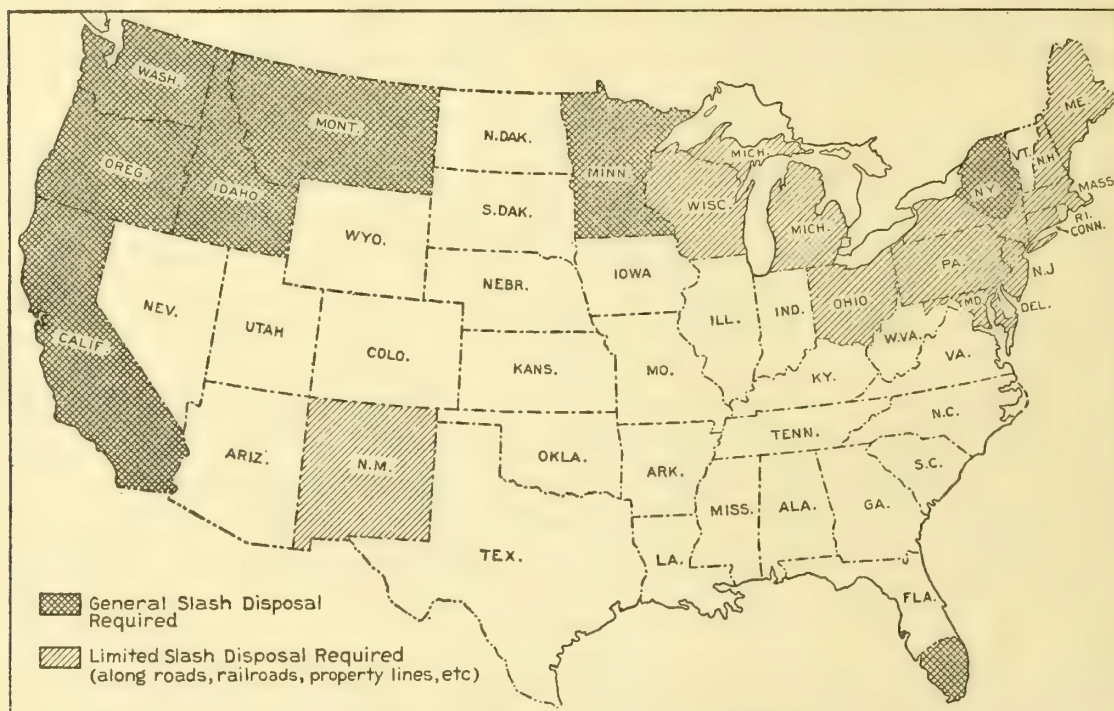 WASH.
MONT.
N.DAK.
MINN.
ME.
OREG.
IDAHO
S.DAK.
WISC.
MICH.
MICH.
VT.
N.H.
NY.
MASS.
R.I.
CONN.
WYO.
NEBR.
IOWA
PA.
N.J
NEV.
UTAH
COLO.
ILL.
IND.
OHIO
MD.
DEL.
CALIF.
KANS.
MO.
W.VA.
VA.
KY.
ARIZ.
N.M.
OKLA.
ARK.
TENN.
N.C.
S.C.
TEX.
LA.
MISS.
ALA.
GA.
FLA.
General Slash Disposal
Required
Limited Slash Disposal Required
(along roads, railroads, property lines, etc)